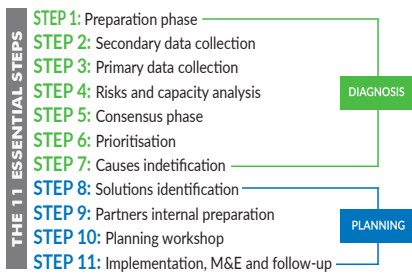 THE 11 ESSENTIAL STEPS
STEP 1: Preparation phase
STEP 2: Secondary data collection
STEP 3: Primary data collection
STEP 4: Risks and capacity analysis
DIAGNOSIS
STEP 5: Consensus phase
STEP 6: Prioritisation
STEP 7: Causes indetification
STEP 8: Solutions identification
STEP 9: Partners internal preparation
PLANNING
STEP 10: Planning workshop
STEP 11: Implementation, M&E and follow-up